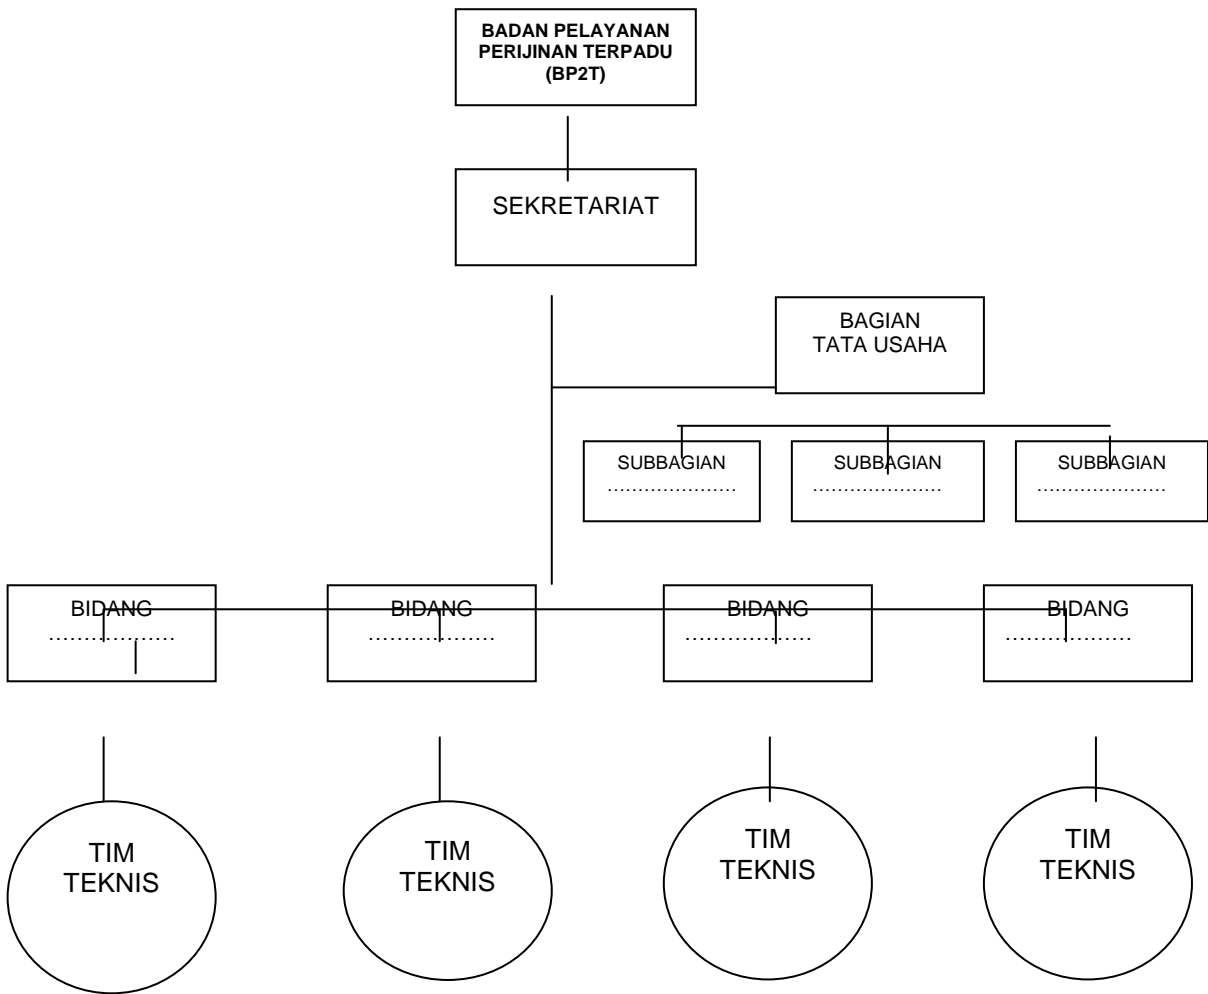 BADAN PELAYANAN
PERIJINAN TERPADU
(BP2T)
SEKRETARIAT
BAGIAN
TATA USAHA
SUBBAGIAN
.....................
SUBBAGIAN
.....................
SUBBAGIAN
.....................
BIDANG
..................
BIDANG
..................
BIDANG
..................
BIDANG
..................
TIM
TEKNIS
TIM
TEKNIS
TIM
TEKNIS
TIM
TEKNIS